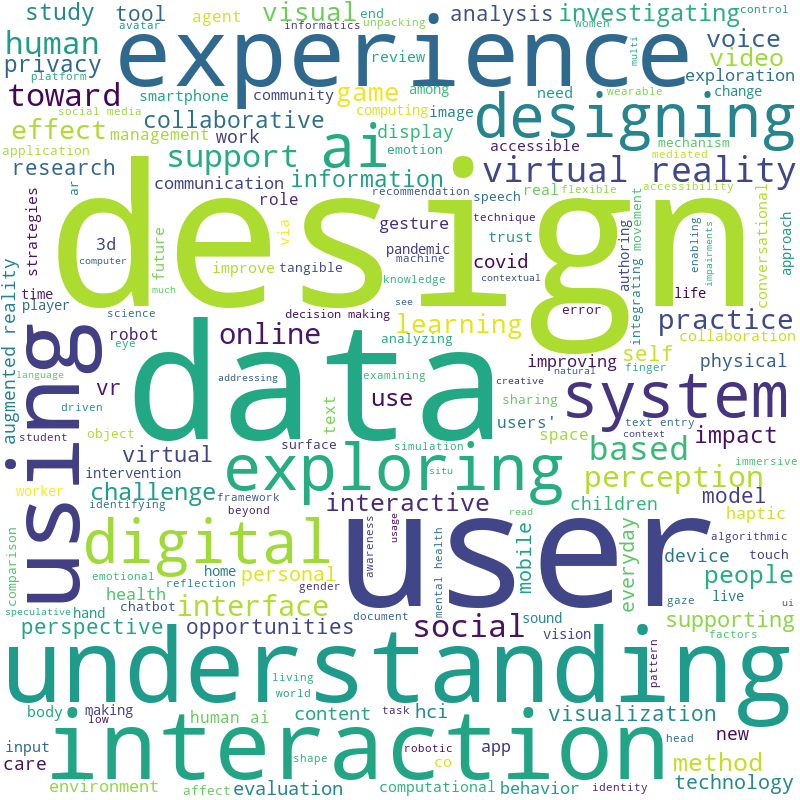 study tool agent visual end unpacking analysis investigating control
avatar informatics women
human experience voice
privacy review multi video
platform among exploration
toward smartphone community game computing image need wearable change
social media designing
effect management collaborative work display accessible mechanism
application emotion mediated
research support ai virtual reality
communication information recommendation speech real flexible accessibility
ar role technique
strategies design gesture trust authoring movement enabling conversational approach
3d future via pandemic covid integrating contextual impairments
computer improve tangible machine
much knowledge contextual see life
time player science decision making error
augmented reality using robot online learning practice
eye analyzing improving self collaboration
language data examining creative natural finger physical
addressing
vr use system
driven text sharing
student object virtual surface simulation users' space text entry context based impact
worker intervention exploring situ immersive
challenge perception
identifying framework interactive children model haptic
comparison beyond read
digital user algorithmic
awareness usage mobile everyday device touch
emotional home mental health people
reflection personal gender
speculative health live gaze ui
hand chatbot interface document supporting
perspective opportunities social sound vision factors
understanding
living pattern
world
body making low human ai content task hci visualization new
interaction
input robotic app head
care shape co method
environment affect evaluation computational behavior identity technology